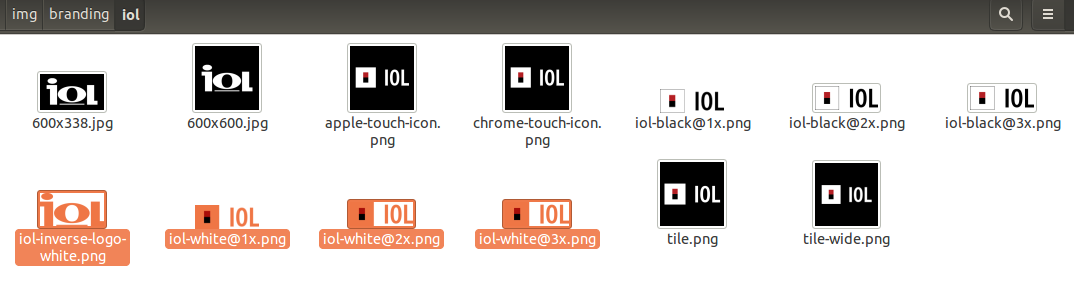 img branding iol
iol IOL IOL IOL IOL IOL
iol
600x338.jpg 600x600.jpg apple-touch-icon. chrome-touch-icon. iol-black@1x.png iol-black@2x.png iol-black@3x.png
png png
iol IOL IOL IOL IOL IOL
iol-inverse-logo- iol-white@1x.png iol-white@2x.png iol-white@3x.png tile.png tile-wide.png
white.png